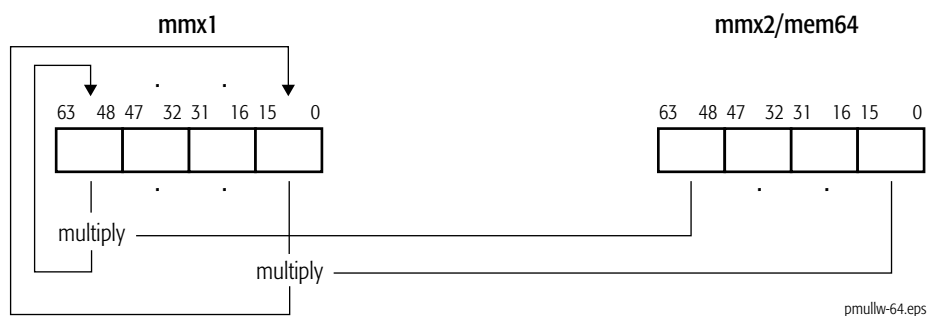 mmx1 mmx2/mem64
. .
63 48 47 32 31 16 15 0 63 48 47 32 31 16 15 0
. . . .
multiply
multiply
pmullw-64.eps